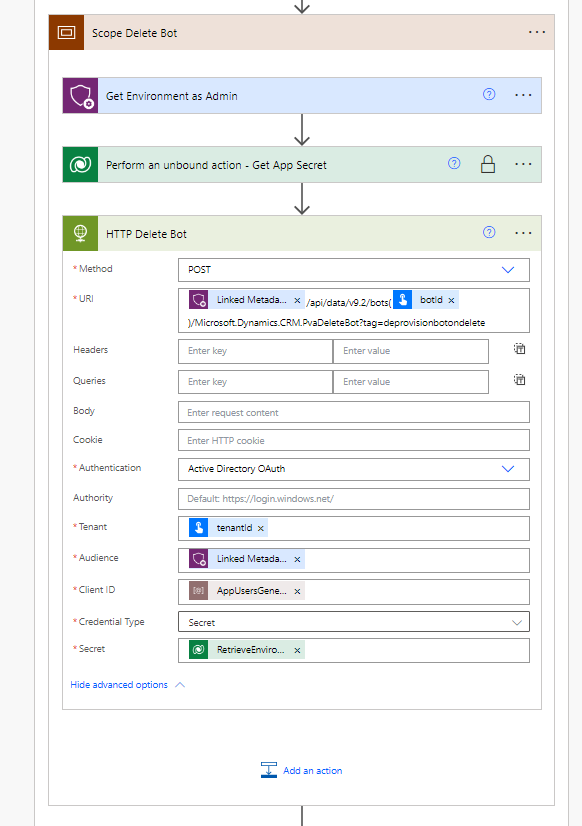 Scope Delete Bot
Get Environment as Admin
Perform an unbound action - Get App Secret
HTTP Delete Bot
* Method POST
* URI Linked Metada... × /api/data/v9.2/bots( botId ×
)/Microsoft.Dynamics.CRM.PvaDeleteBot?tag=deprovisionbotondelete
Headers Enter key Enter value
Queries Enter key Enter value
Body Enter request content
Cookie Enter HTTP cookie
* Authentication Active Directory OAuth
Authority Default: https://login.windows.net/
* Tenant tenantId ×
* Audience Linked Metada... ×
* Client ID AppUsersGene... ×
* Credential Type Secret
* Secret RetrieveEnviro... ×
Hide advanced options
Add an action